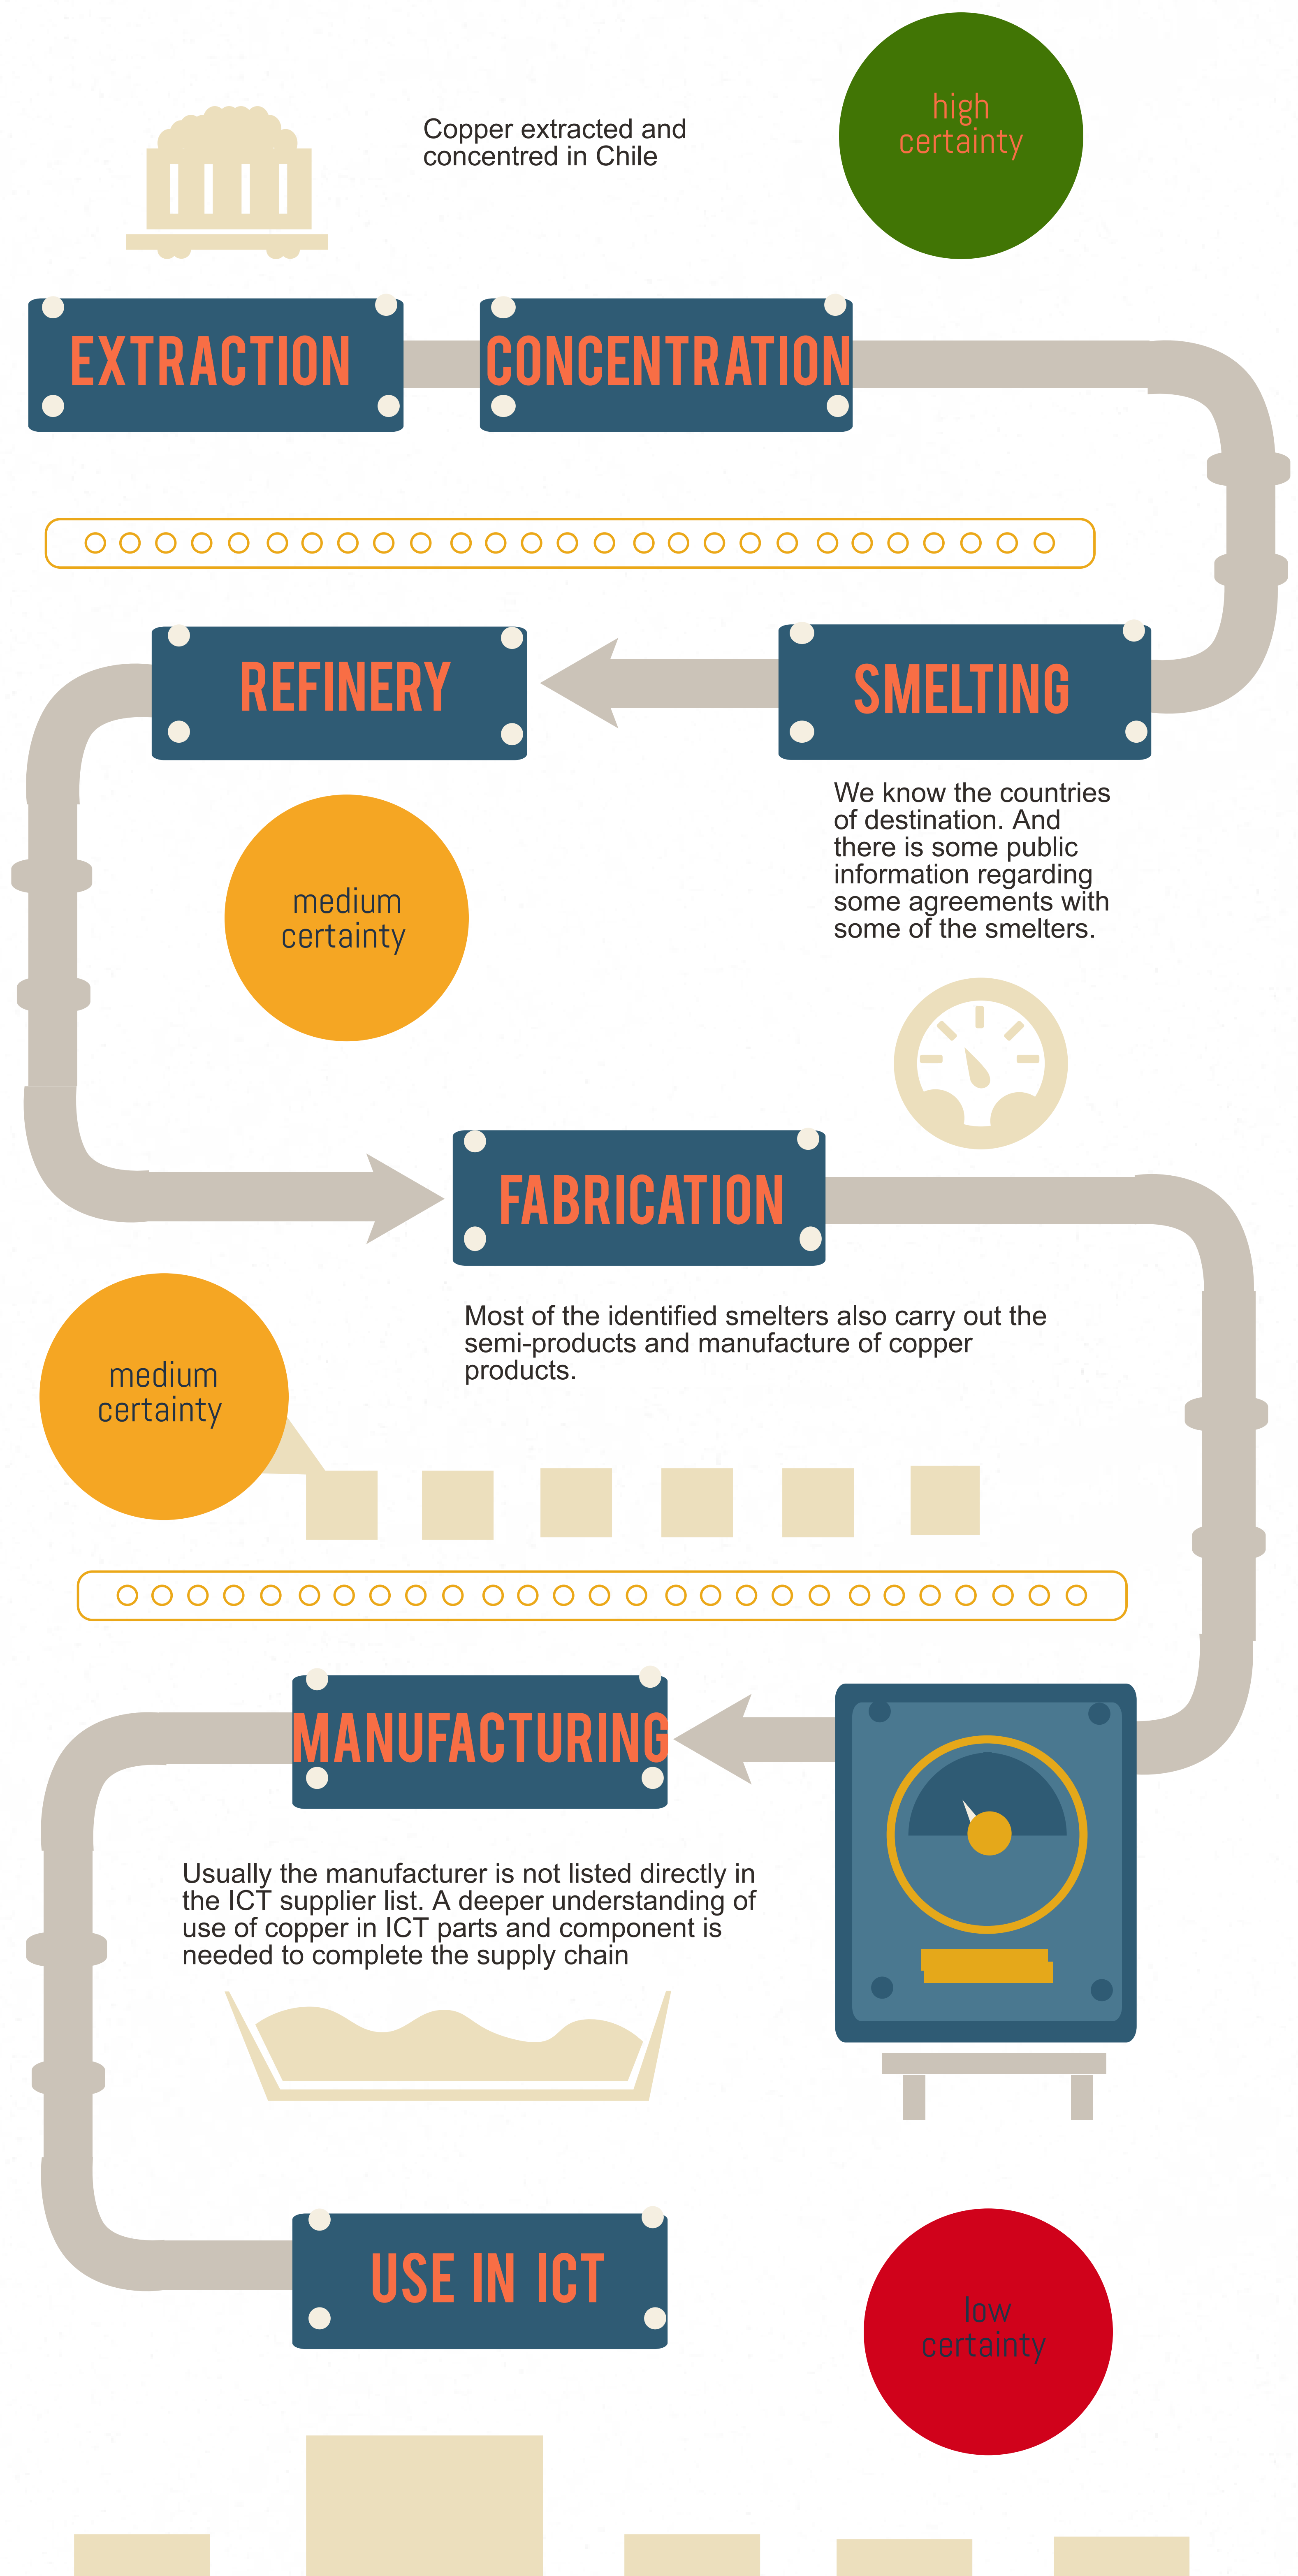 Copper extracted and
concentred in Chile
high
certainty
EXTRACTION
CONCENTRATION
REFINERY
SMELTING
We know the countries
of destination. And
there is some public
information regarding
some agreements with
some of the smelters.
medium
certainty
FABRICATION
Most of the identified smelters also carry out the
semi-products and manufacture of copper
products.
medium
certainty
MANUFACTURING
Usually the manufacturer is not listed directly in
the ICT supplier list. A deeper understanding of
use of copper in ICT parts and component is
needed to complete the supply chain
USE IN ICT
low
certainty